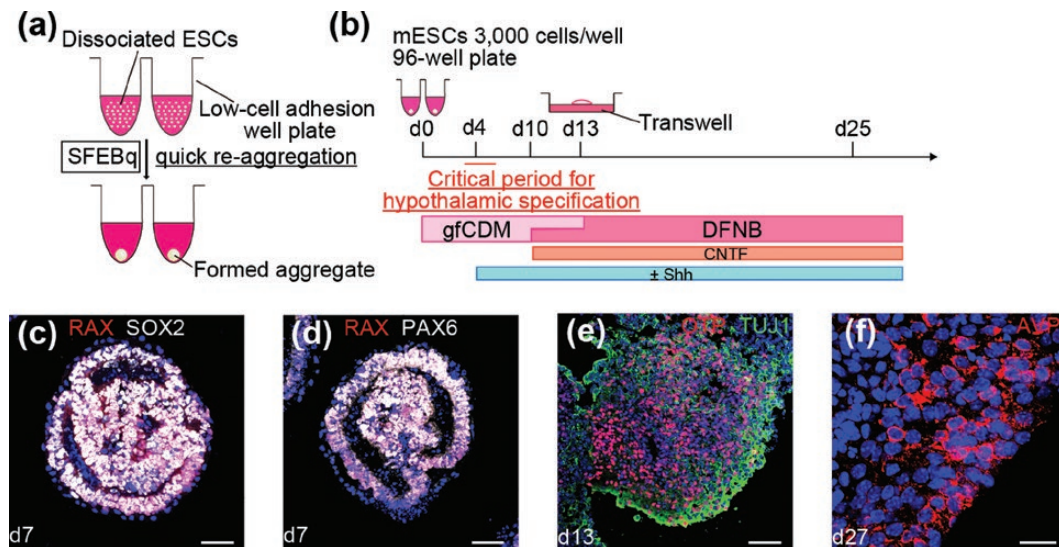 (a)
Dissociated ESCs
Low-cell adhesion
well plate
SFEBq
quick re-aggregation
Formed aggregate
(b)
mESCs 3,000 cells/well
96-well plate
Transwell
d0 d4 d10 d13 d25
Critical period for
hypothalamic specification
gfCDM DFNB
CNTF
± Shh
(c) RAX SOX2
d7
(d) RAX PAX6
d7
(e) TUJ1
d13
(f) AVP
d27